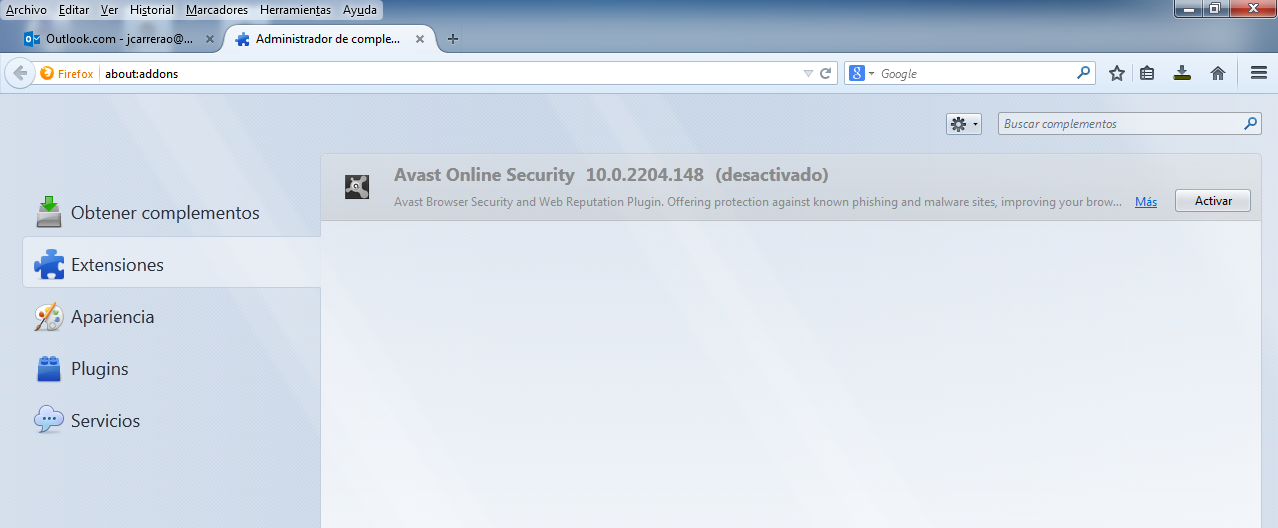 Archivo Editar Ver Historial Marcadores Herramientas Ayuda
Outlook.com - jcarrerao@... Administrador de comple...
Firefox about:addons Google
Buscar complementos
Avast Online Security 10.0.2204.148 (desactivado)
Avast Browser Security and Web Reputation Plugin. Offering protection against known phishing and malware sites, improving your brow... Más Activar
Obtener complementos
Extensiones
Apariencia
Plugins
Servicios